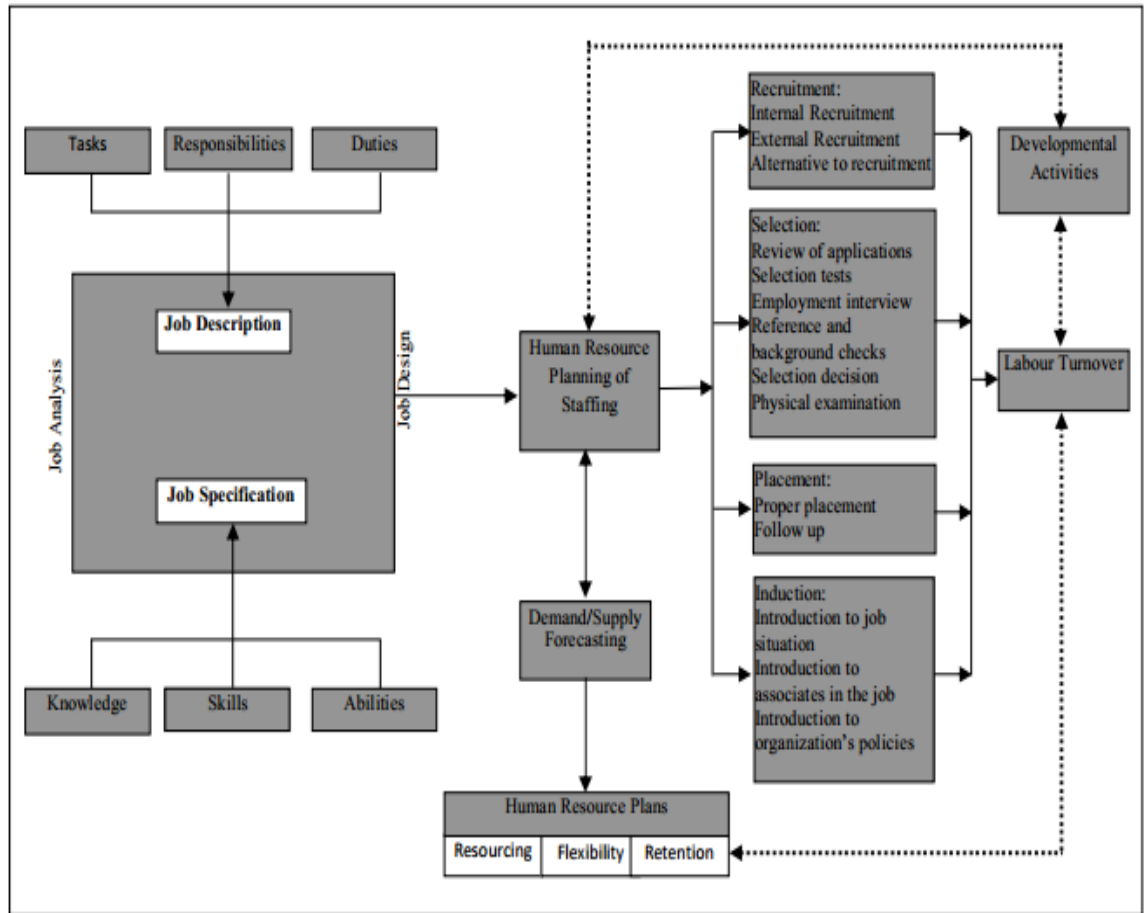 Tasks
Responsibilities
Duties
Job Analysis
Job Description
Job Specification
Job Design
Knowledge
Skills
Abilities
Human Resource
Planning of
Staffing
Demand/Supply
Forecasting
Human Resource Plans
Resourcing
Flexibility
Retention
Recruitment:
Internal Recruitment
External Recruitment
Alternative to recruitment
Selection:
Review of applications
Selection tests
Employment interview
Reference and
background checks
Selection decision
Physical examination
Placement:
Proper placement
Follow up
Induction:
Introduction to job
situation
Introduction to
associates in the job
Introduction to
organization's policies
Developmental
Activities
Labour Turnover